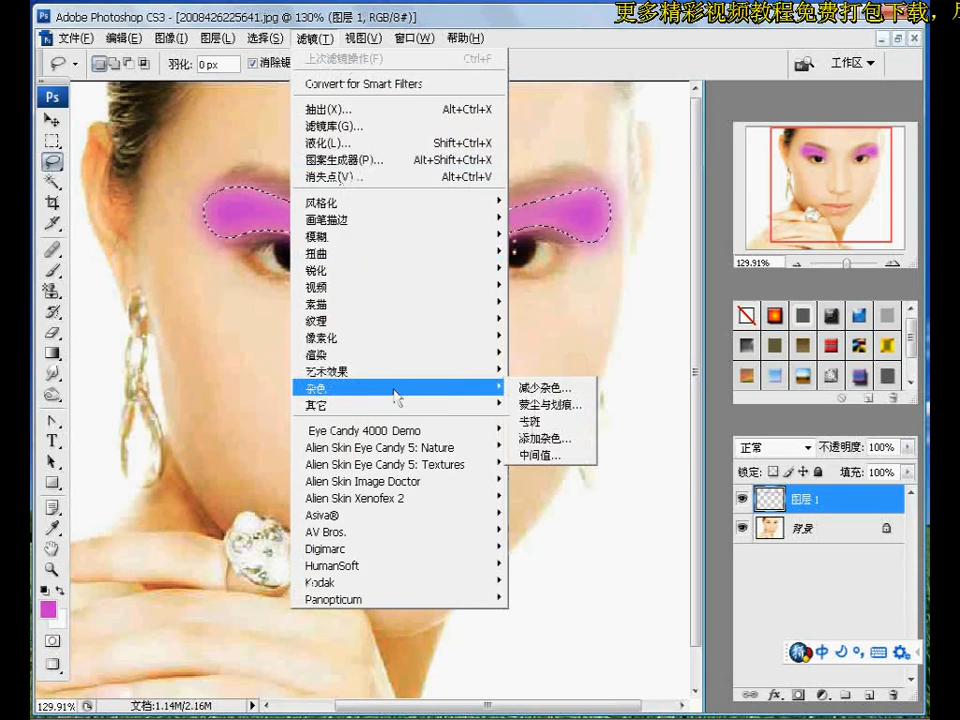 更多精彩视频教程免费打包下载，
Adobe Photoshop CS3 - [2008426225641.jpg @ 130% (图层 1, RGB/8#)]
文件(F) 编辑(E) 图像(I) 图层(L) 选择(S) 滤镜(T) 视图(V) 窗口(W) 帮助(H)
羽化: 0 px 消除锯
工作区
上次滤镜操作(F) Ctrl+F
Convert for Smart Filters
抽出(X)... Alt+Ctrl+X
滤镜库(G)...
液化(L)... Shift+Ctrl+X
图案生成器(P)... Alt+Shift+Ctrl+X
消失点(V)... Alt+Ctrl+V
风格化
画笔描边
模糊
扭曲
锐化
视频
素描
纹理
像素化
渲染
艺术效果
杂色
其它
减少杂色...
蒙尘与划痕...
去斑
添加杂色...
中间值...
Eye Candy 4000 Demo
Alien Skin Eye Candy 5: Nature
Alien Skin Eye Candy 5: Textures
Alien Skin Image Doctor
Alien Skin Xenofex 2
Asiva®
AV Bros.
Digimarc
HumanSoft
Kodak
Panopticum
Ps
129.91%
正常 不透明度: 100%
锁定: 填充: 100%
图层 1
背景
中
129.91% 文档:1.14M/2.16M